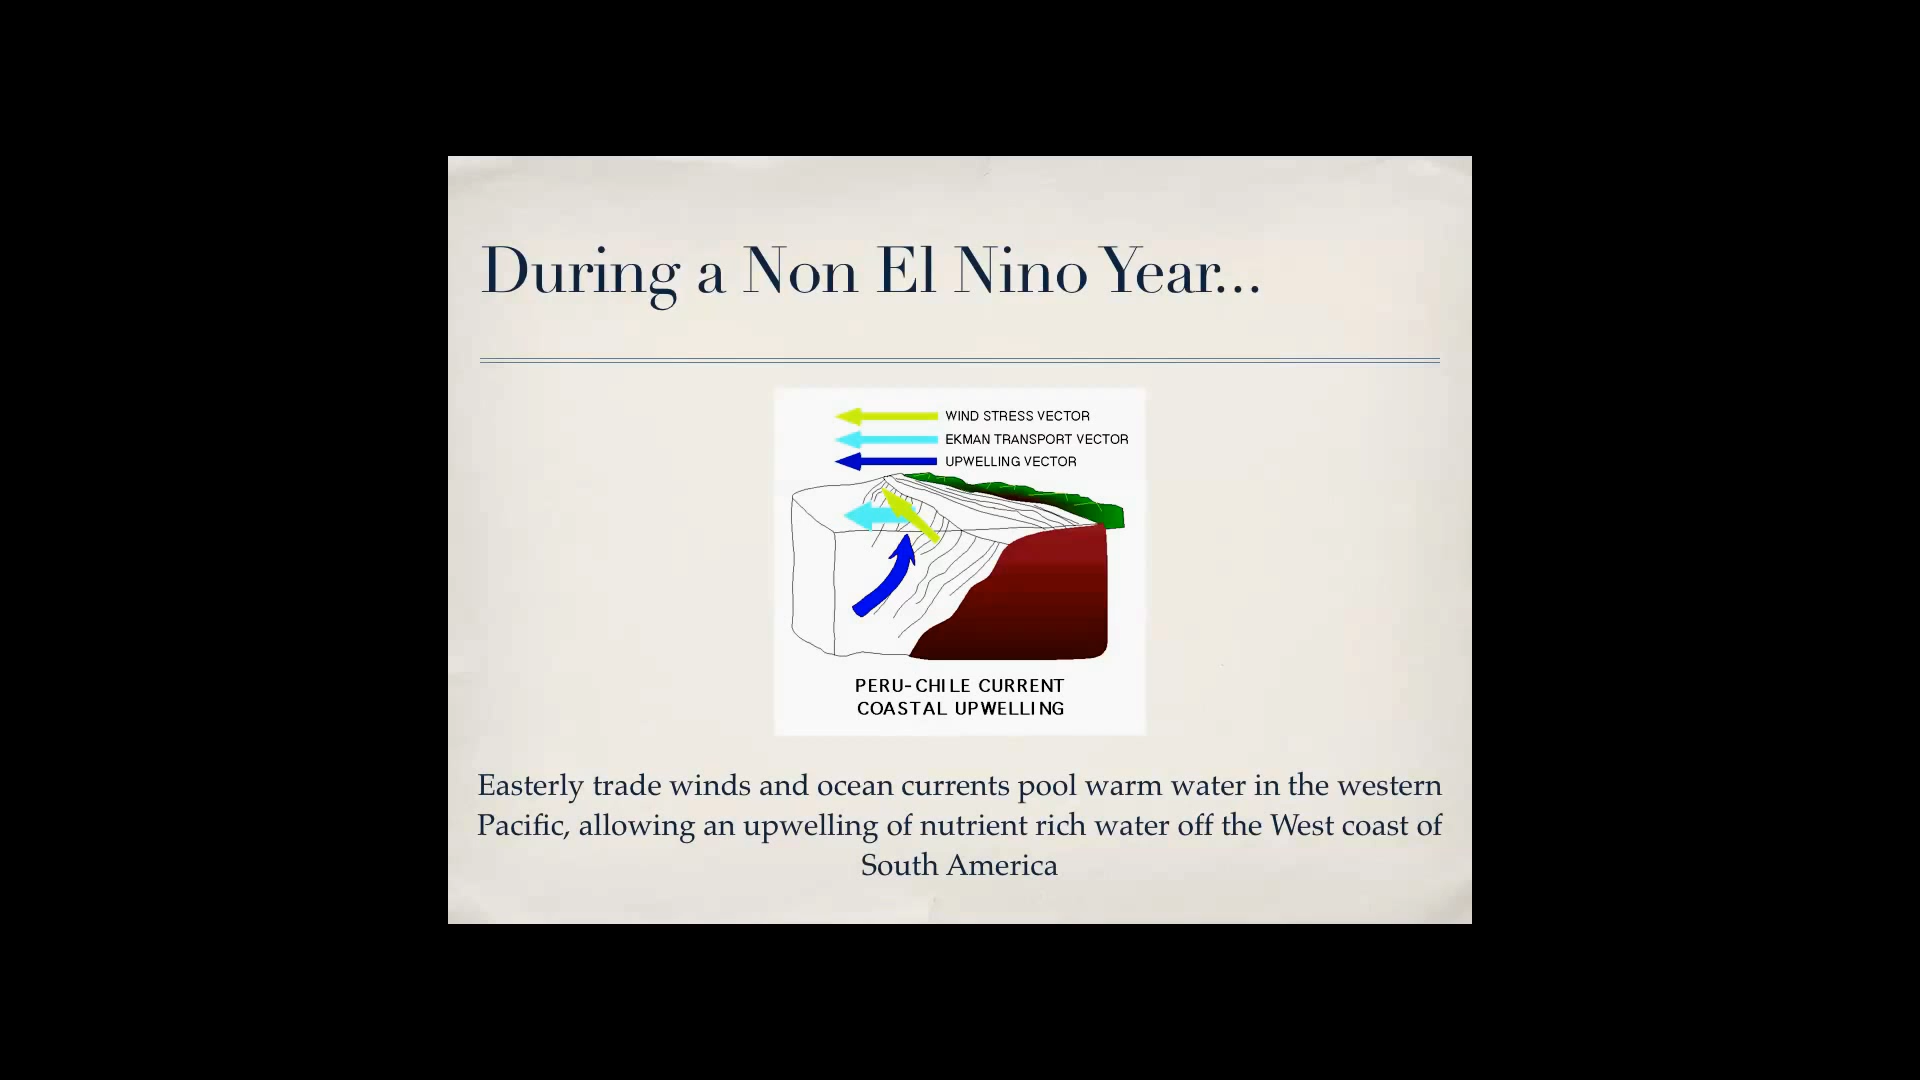 During a Non El Nino Year...
WIND STRESS VECTOR
EKMAN TRANSPORT VECTOR
UPWELLING VECTOR
PERU-CHILE CURRENT
COASTAL UPWELLING
Easterly trade winds and ocean currents pool warm water in the western
Pacific, allowing an upwelling of nutrient rich water off the West coast of
South America